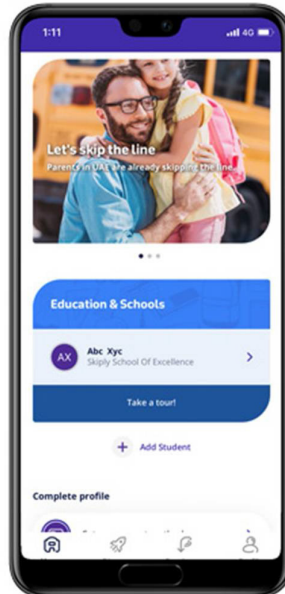 1:11
4G
Let's skip the line
Parents in UAE are already skipping the line
Education & Schools
AX
Abc Xyc
Skiply School Of Excellence
Take a tour!
+ Add Student
Complete profile